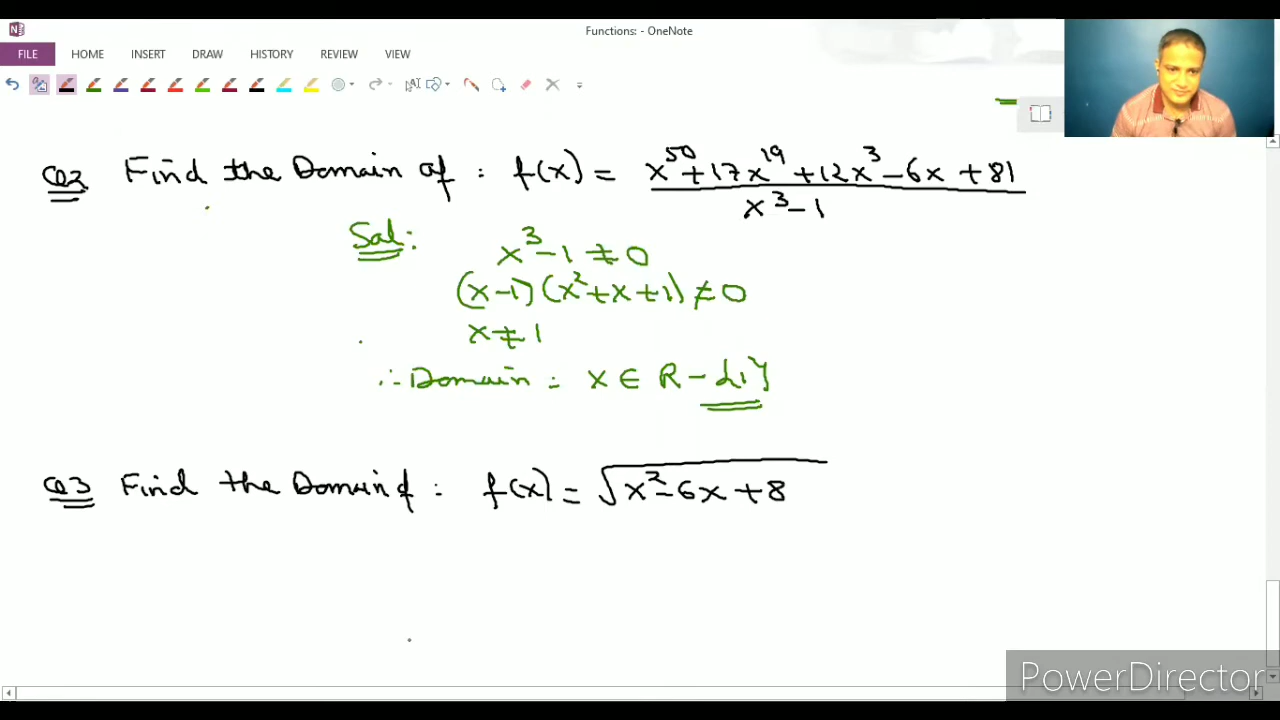 Functions: - OneNote
FILE HOME INSERT DRAW HISTORY REVIEW VIEW
Q2 Find the Domain of : f(x) = x^50 + 17x^19 + 12x^3 - 6x + 81
x^3 - 1
Sol:
x^3 - 1 ≠ 0
(x-1)(x^2+x+1) ≠ 0
x ≠ 1
∴ Domain : x ∈ R - {1}
Q3 Find the Domain of : f(x) = √x^2 - 6x + 8
PowerDirector